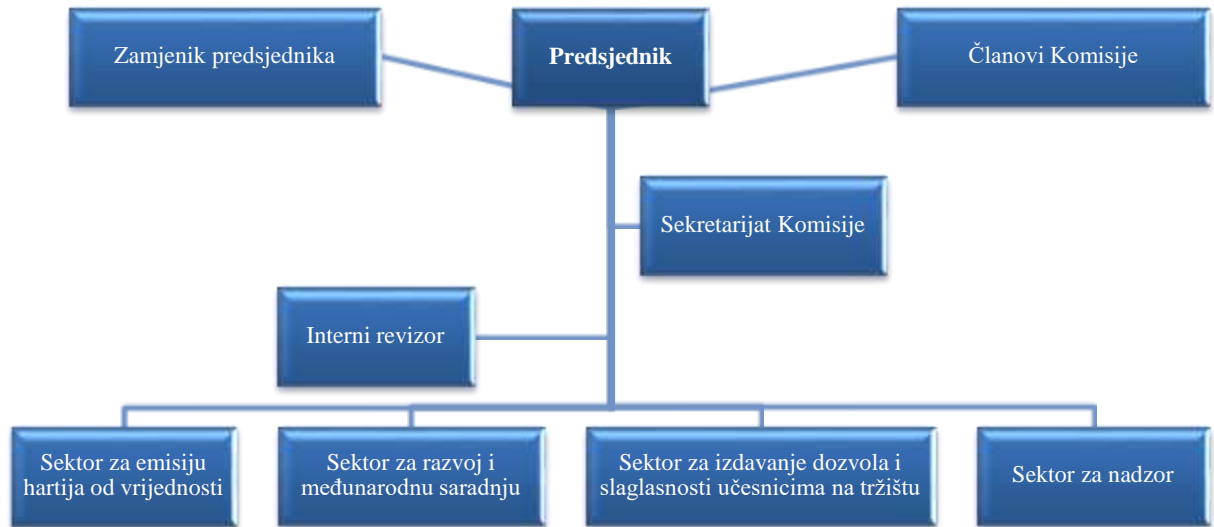 Zamjenik predsjednika
Predsjednik
Članovi Komisije
Sekretarijat Komisije
Interni revizor
Sektor za emisiju
hartija od vrijednosti
Sektor za razvoj i
međunarodnu saradnju
Sektor za izdavanje dozvola i
slaglasnosti učesnicima na tržištu
Sektor za nadzor